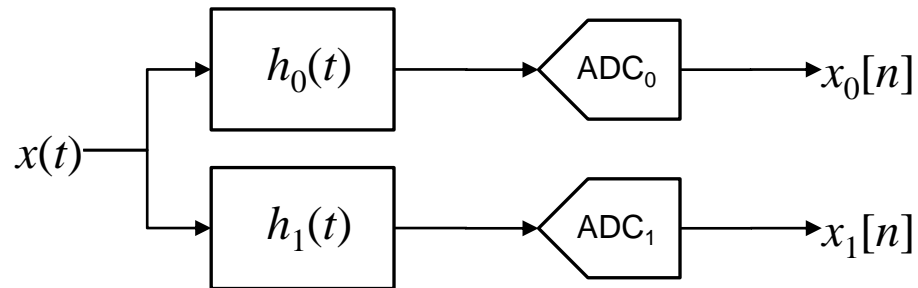 h₀(t) ADC₀ x₀[n]
x(t)
h₁(t) ADC₁ x₁[n]